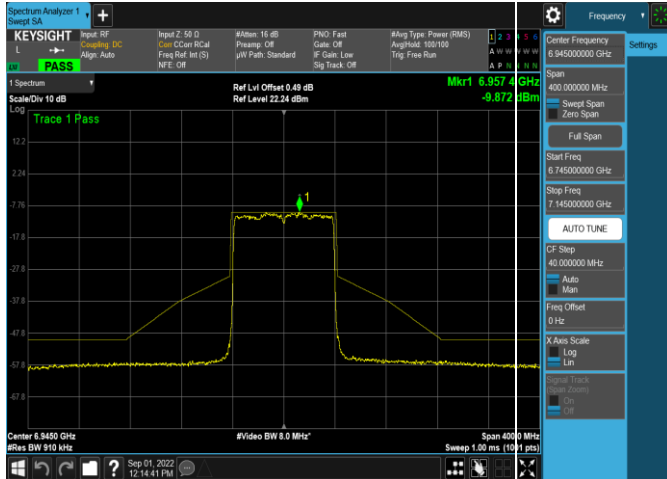 Spectrum Analyzer 1
Swept SA
+
Frequency
KEYSIGHT
L
PASS
Input: RF
Coupling: DC
Align: Auto
Input Z: 50 Ω
Corr CCorr RCal
Freq Ref: Int (S)
NFE: Off
#Atten: 16 dB
Preamp: Off
µW Path: Standard
PNO: Fast
Gate: Off
IF Gain: Low
Sig Track: Off
#Avg Type: Power (RMS)
Avg|Hold: 100/100
Trig: Free Run
1 2 3 4 5 6
A W W W W W
A P N N N N
1 Spectrum
Scale/Div 10 dB
Log
Ref Lvl Offset 0.49 dB
Ref Level 22.24 dBm
Mkr1 6.957 4 GHz
-9.872 dBm
Trace 1 Pass
1
12.2
2.24
-7.76
-17.8
-27.8
-37.8
-47.8
-57.8
-67.8
Center 6.9450 GHz
#Res BW 910 kHz
#Video BW 8.0 MHz*
Span 400.0 MHz
Sweep 1.00 ms (1001 pts)
Sep 01, 2022
12:14:41 PM
Center Frequency
6.945000000 GHz
Settings
Span
400.000000 MHz
Swept Span
Zero Span
Full Span
Start Freq
6.745000000 GHz
Stop Freq
7.145000000 GHz
AUTO TUNE
CF Step
40.000000 MHz
Auto
Man
Freq Offset
0 Hz
X Axis Scale
Log
Lin
Signal Track
(Span Zoom)
On
Off